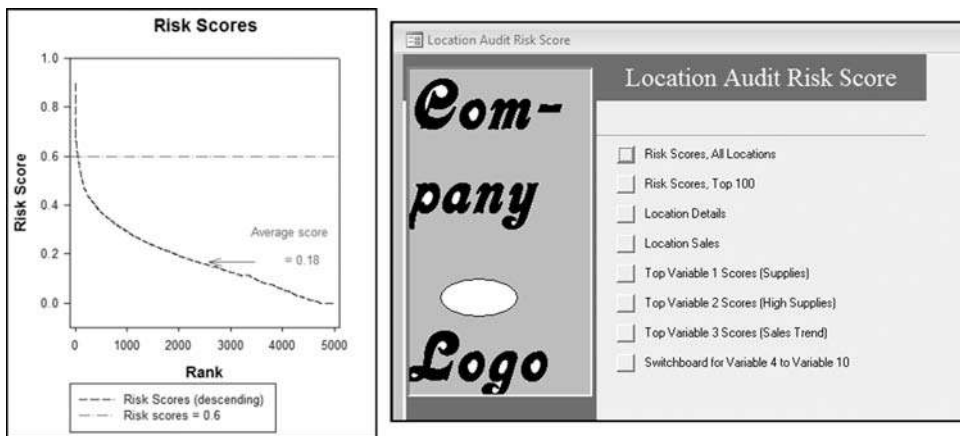 Risk Scores
1.0
0.8
0.6
0.4
0.2
0.0
Risk Score
Average score
= 0.18
0 1000 2000 3000 4000 5000
Rank
Risk Scores (descending)
Risk scores = 0.6
Location Audit Risk Score
Location Audit Risk Score
Com-
pany
Logo
Risk Scores, All Locations
Risk Scores, Top 100
Location Details
Location Sales
Top Variable 1 Scores (Supplies)
Top Variable 2 Scores (High Supplies)
Top Variable 3 Scores (Sales Trend)
Switchboard for Variable 4 to Variable 10